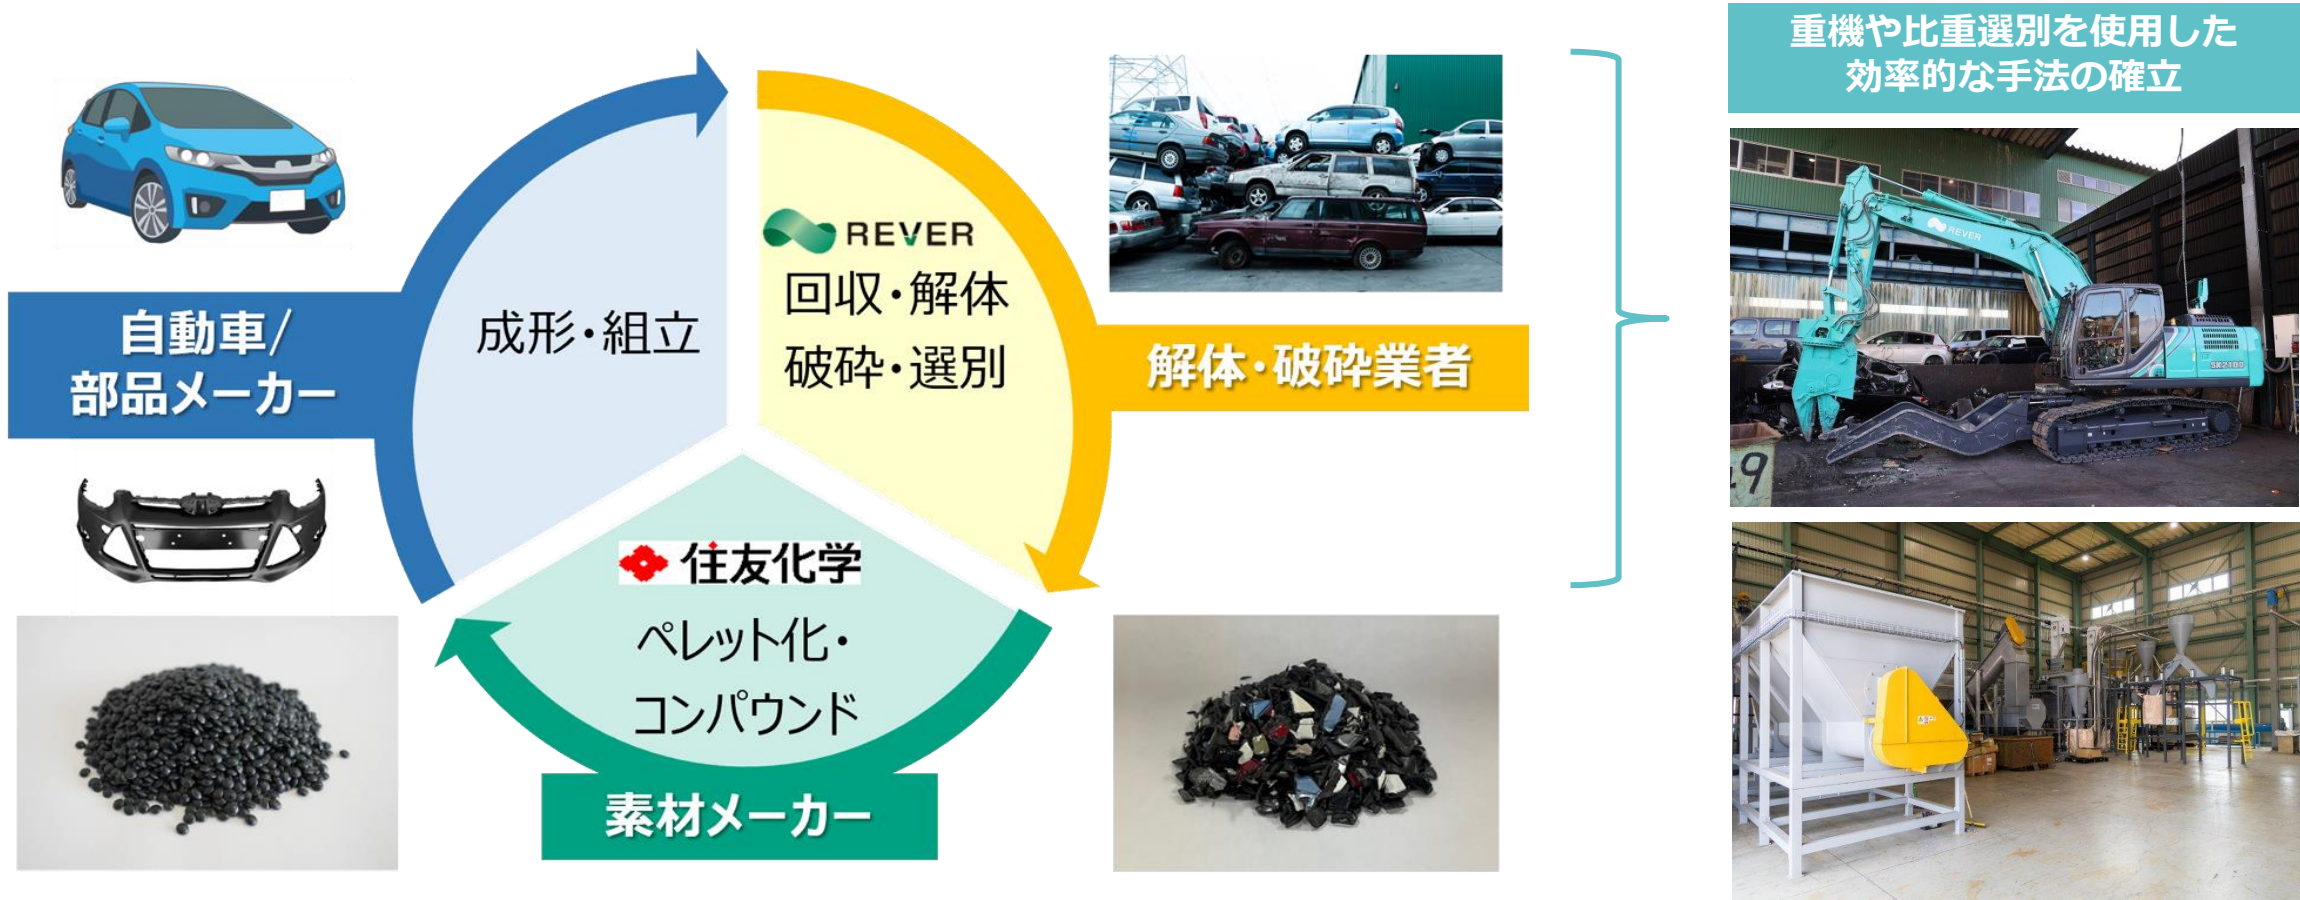 重機や比重選別を使用した
効率的な手法の確立
REVER
回収・解体
破砕・選別
成形・組立
自動車/
部品メーカー
解体・破砕業者
住友化学
ペレット化・
コンパウンド
素材メーカー
REVER
SK210D
9